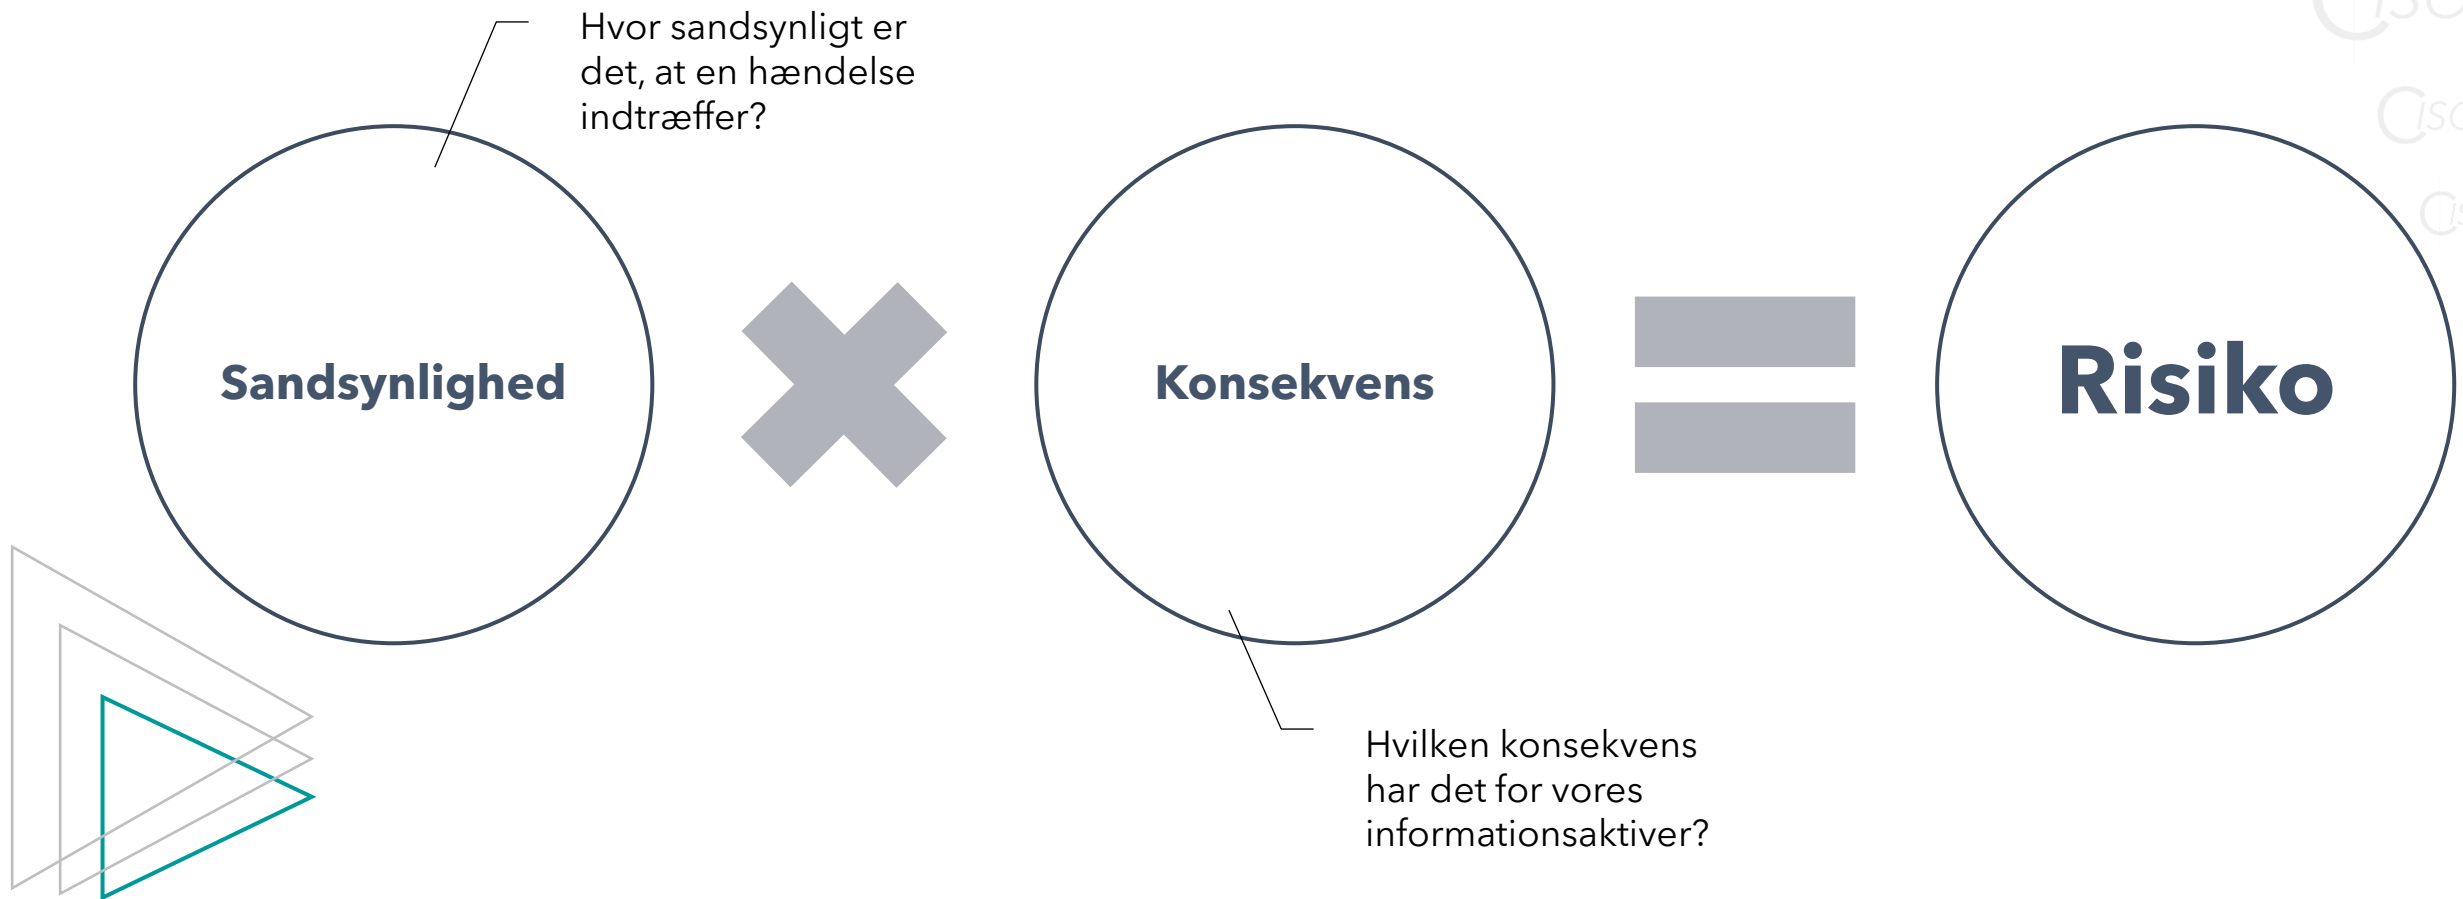 Hvor sandsynligt er
det, at en hændelse
indtræffer?
Sandsynlighed
Konsekvens
Risiko
Hvilken konsekvens
har det for vores
informationsaktiver?